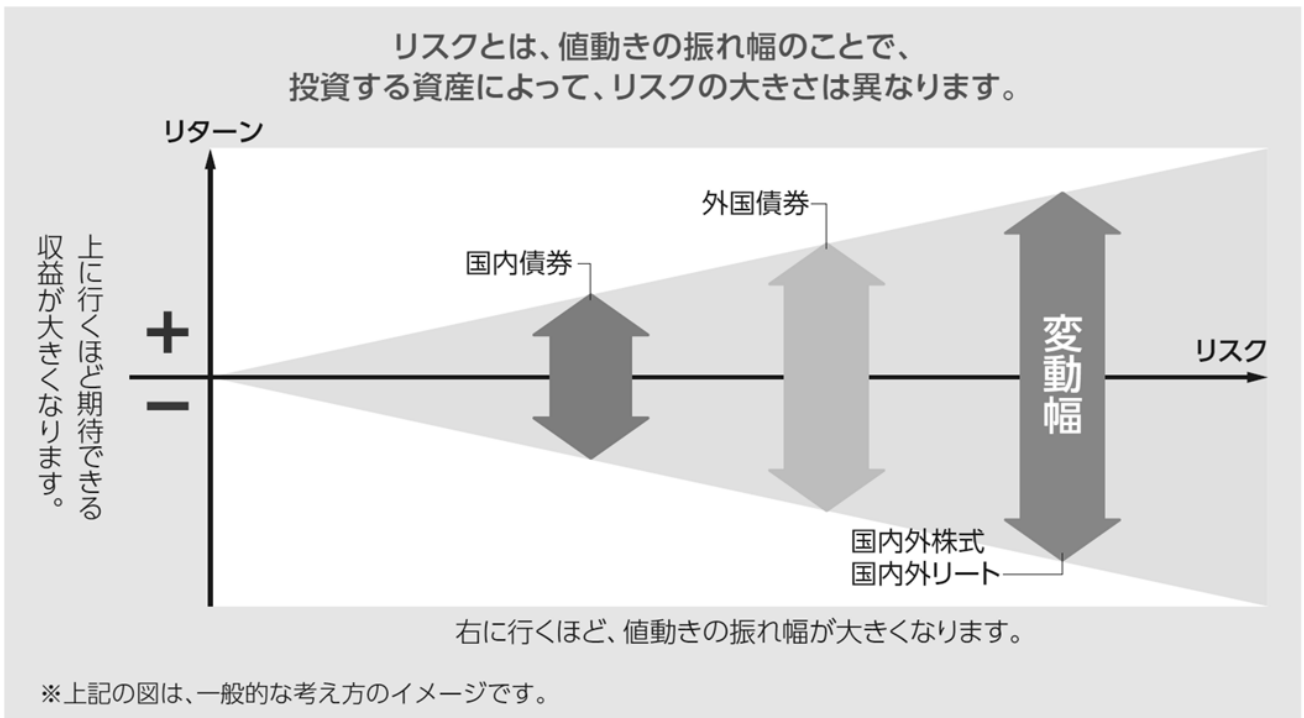 リスクとは、値動きの振れ幅のことで、
投資する資産によって、リスクの大きさは異なります。
リターン
上に行くほど期待できる
収益が大きくなります。
+
−
国内債券
外国債券
変動幅
リスク
国内外株式
国内外リート
右に行くほど、値動きの振れ幅が大きくなります。
※上記の図は、一般的な考え方のイメージです。